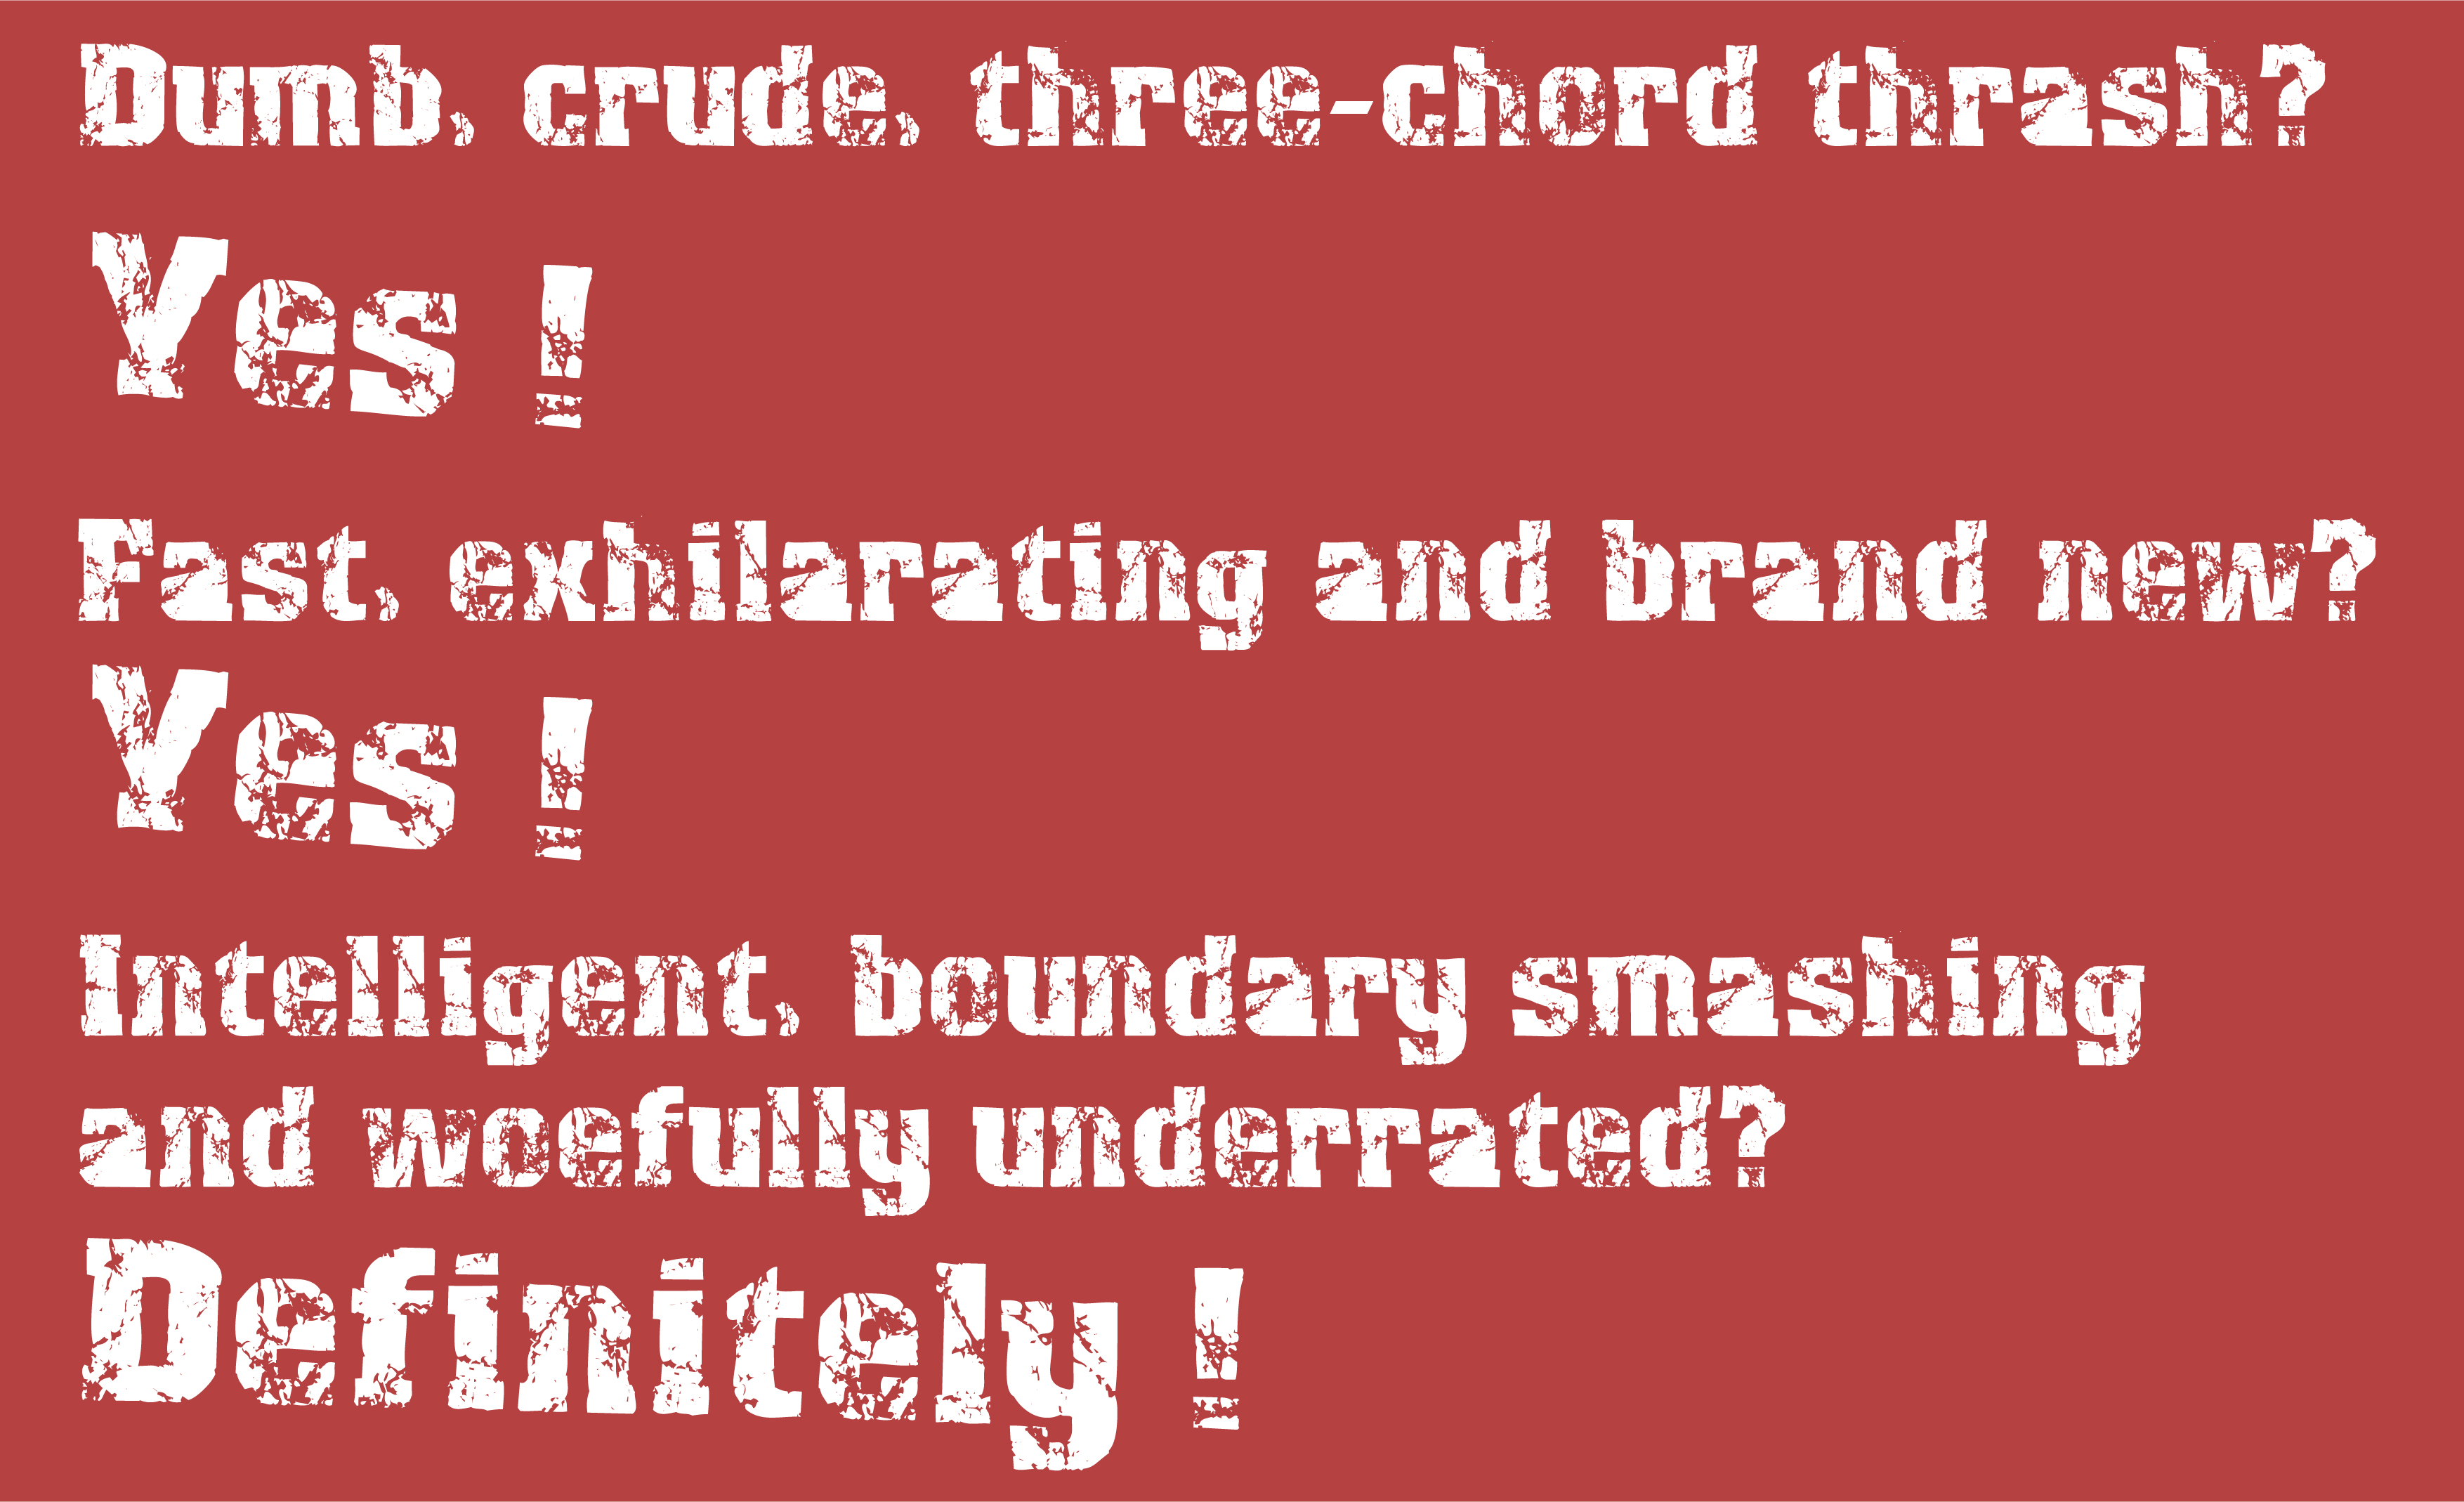 Dumb, crude, three-chord thrash?
Yes !
Fast, exhilarating and brand new?
Yes !
Intelligent, boundary smashing
and woefully underrated?
Definitely !